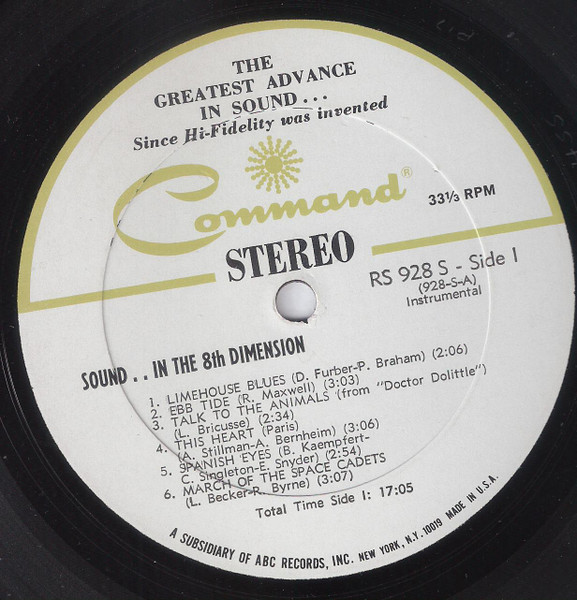 THE
GREATEST ADVANCE
IN SOUND...
Since Hi-Fidelity was invented
Command®
33⅓ RPM
STEREO
RS 928 S - Side 1
(928-S-A)
Instrumental
SOUND . . IN THE 8th DIMENSION
1. LIMEHOUSE BLUES (D. Furber-P. Braham) (2:06)
2. EBB TIDE (R. Maxwell) (3:03)
3. TALK TO THE ANIMALS (from "Doctor Dolittle")
(L. Bricusse) (2:34)
4. THIS HEART (Paris)
(A. Stillman-A. Bernheim) (3:06)
5. SPANISH EYES (B. Kaempfert-
C. Singleton-E. Snyder) (2:54)
6. MARCH OF THE SPACE CADETS
(L. Becker-R. Byrne) (3:07)
Total Time Side 1: 17:05
A SUBSIDIARY OF ABC RECORDS, INC. NEW YORK, N.Y. 10019 MADE IN U.S.A.